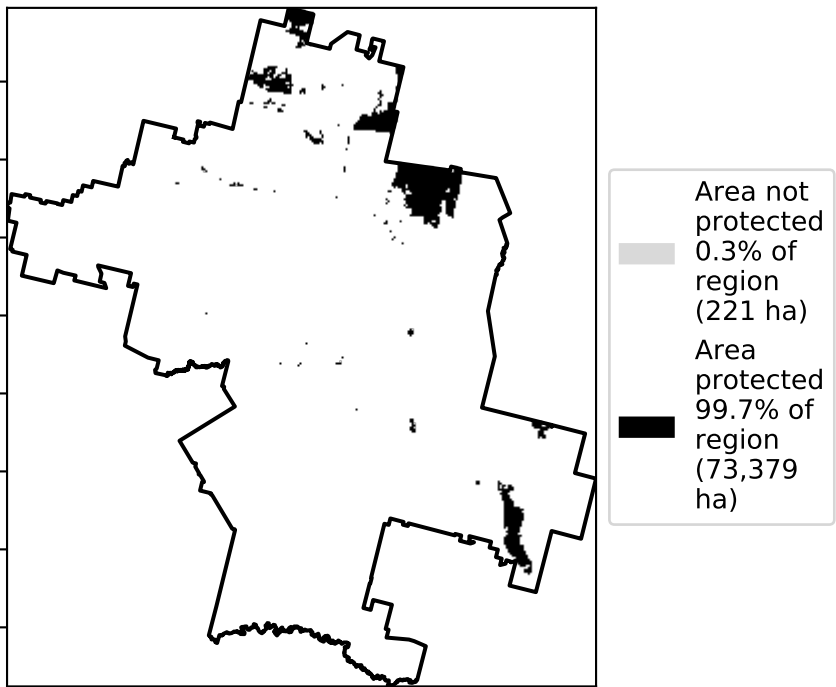 Area not
protected
0.3% of
region
(221 ha)
Area
protected
99.7% of
region
(73,379
ha)